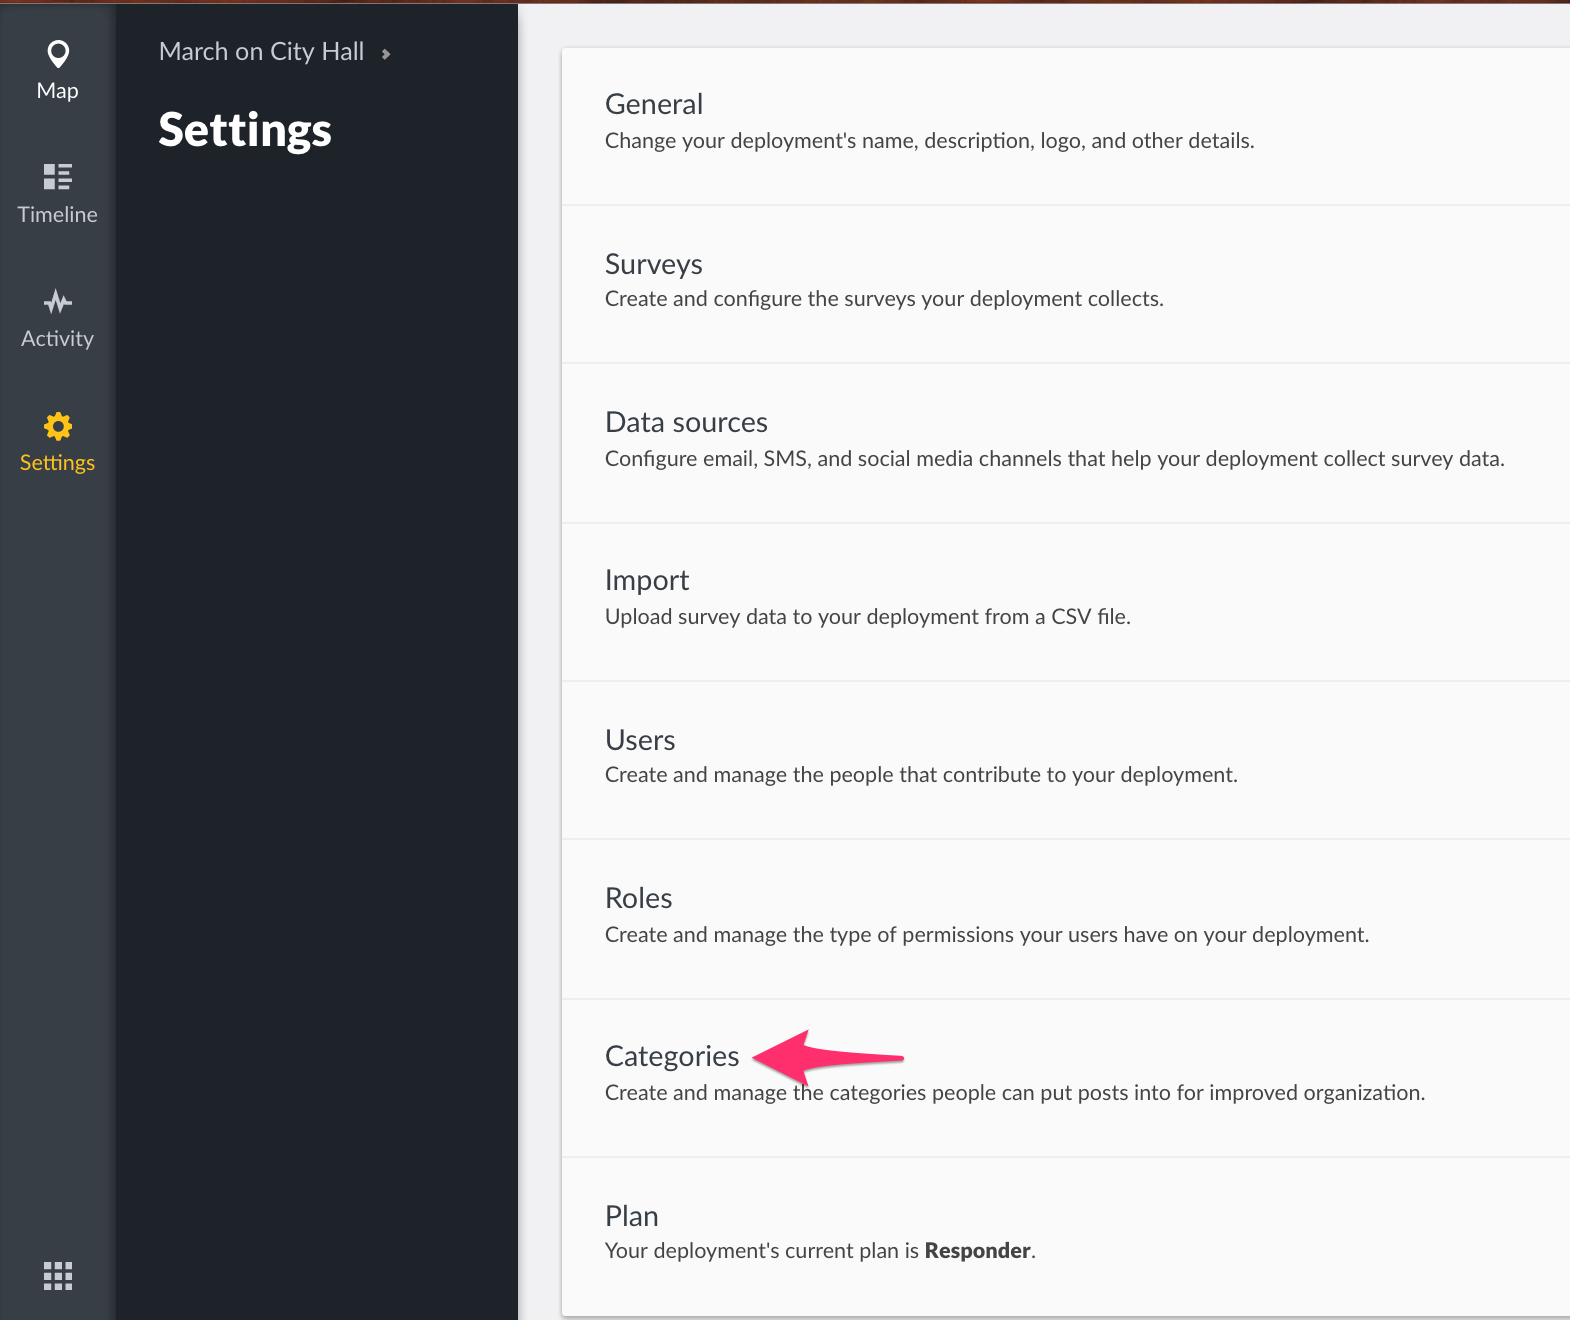 Map
Timeline
Activity
Settings
March on City Hall
Settings
General
Change your deployment's name, description, logo, and other details.
Surveys
Create and configure the surveys your deployment collects.
Data sources
Configure email, SMS, and social media channels that help your deployment collect survey data.
Import
Upload survey data to your deployment from a CSV file.
Users
Create and manage the people that contribute to your deployment.
Roles
Create and manage the type of permissions your users have on your deployment.
Categories
Create and manage the categories people can put posts into for improved organization.
Plan
Your deployment's current plan is Responder.